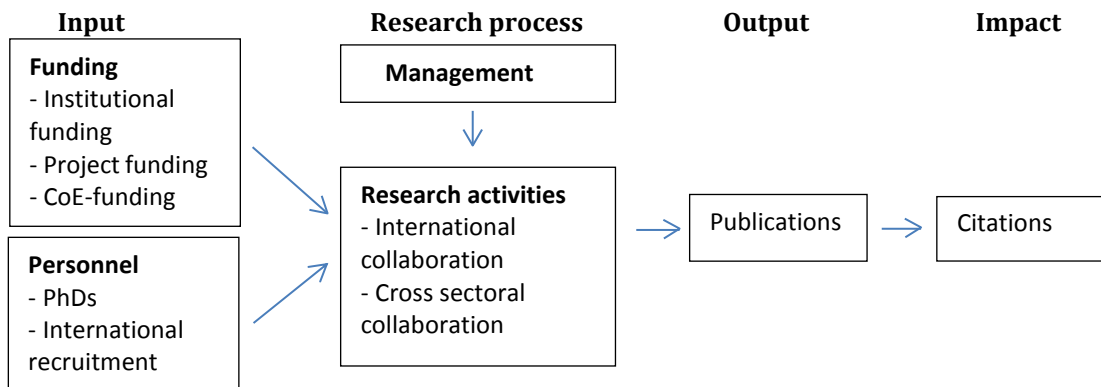 Input
Research process
Output
Impact
Funding
- Institutional
funding
- Project funding
- CoE-funding
Personnel
- PhDs
- International
recruitment
Management
Research activities
- International
collaboration
- Cross sectoral
collaboration
Publications
Citations